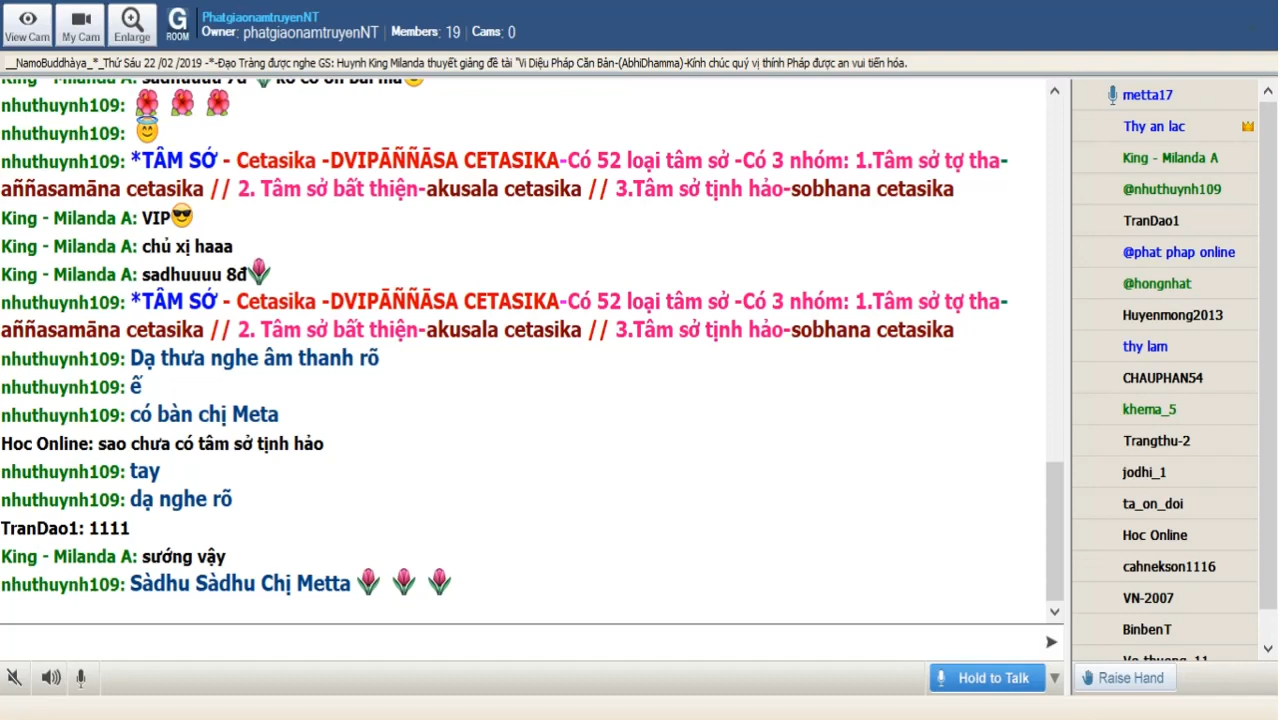 View Cam
My Cam
Enlarge
G
ROOM
PhatgiaonamtruyenNT
Owner: phatgiaonamtruyenNT | Members: 19 | Cams: 0
__NamoBuddhàya_*_Thứ Sáu 22 /02 /2019 -*-Đạo Tràng được nghe GS: Huynh King Milanda thuyết giảng đề tài "Vi Diệu Pháp Căn Bản-(AbhiDhamma)-Kính chúc quý vị thính Pháp được an vui tiến hóa.
King - Milanda A: sadhuuuu 7đ
nhuthuynh109:
nhuthuynh109:
nhuthuynh109: *TÂM SỞ - Cetasika -DVIPĀÑÑĀSA CETASIKA-Có 52 loại tâm sở -Có 3 nhóm: 1.Tâm sở tợ tha-
aññasamāna cetasika // 2. Tâm sở bất thiện-akusala cetasika // 3.Tâm sở tịnh hảo-sobhana cetasika
King - Milanda A: VIP
King - Milanda A: chủ xị haaa
King - Milanda A: sadhuuuu 8đ
nhuthuynh109: *TÂM SỞ - Cetasika -DVIPĀÑÑĀSA CETASIKA-Có 52 loại tâm sở -Có 3 nhóm: 1.Tâm sở tợ tha-
aññasamāna cetasika // 2. Tâm sở bất thiện-akusala cetasika // 3.Tâm sở tịnh hảo-sobhana cetasika
nhuthuynh109: Dạ thưa nghe âm thanh rõ
nhuthuynh109: ế
nhuthuynh109: có bàn chị Meta
Hoc Online: sao chưa có tâm sở tịnh hảo
nhuthuynh109: tay
nhuthuynh109: dạ nghe rõ
TranDao1: 1111
King - Milanda A: sướng vậy
nhuthuynh109: Sàdhu Sàdhu Chị Metta
Hold to Talk
metta17
Thy an lac
King - Milanda A
@nhuthuynh109
TranDao1
@phat phap online
@hongnhat
Huyenmong2013
thy lam
CHAUPHAN54
khema_5
Trangthu-2
jodhi_1
ta_on_doi
Hoc Online
cahnekson1116
VN-2007
BinbenT
Raise Hand